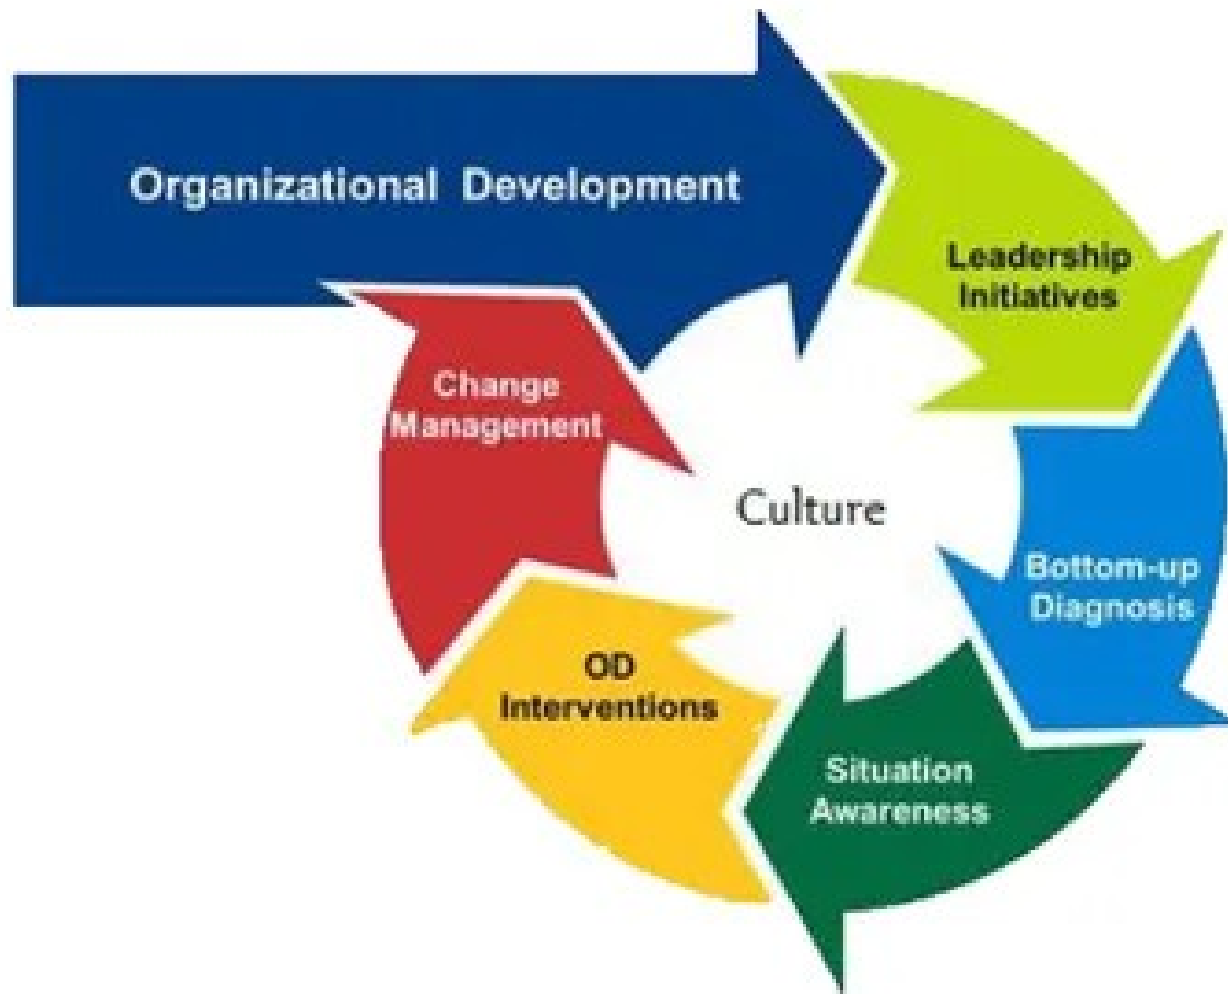 Organizational Development
Leadership
Initiatives
Bottom-up
Diagnosis
Situation
Awareness
OD
Interventions
Change
Management
Culture